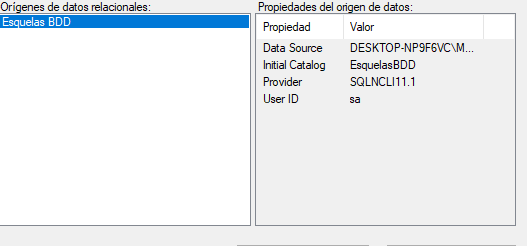 Orígenes de datos relacionales:
Propiedades del origen de datos:
Esquelas BDD
Propiedad Valor
Data Source DESKTOP-NP9F6VC\M...
Initial Catalog EsquelasBDD
Provider SQLNCLI11.1
User ID sa